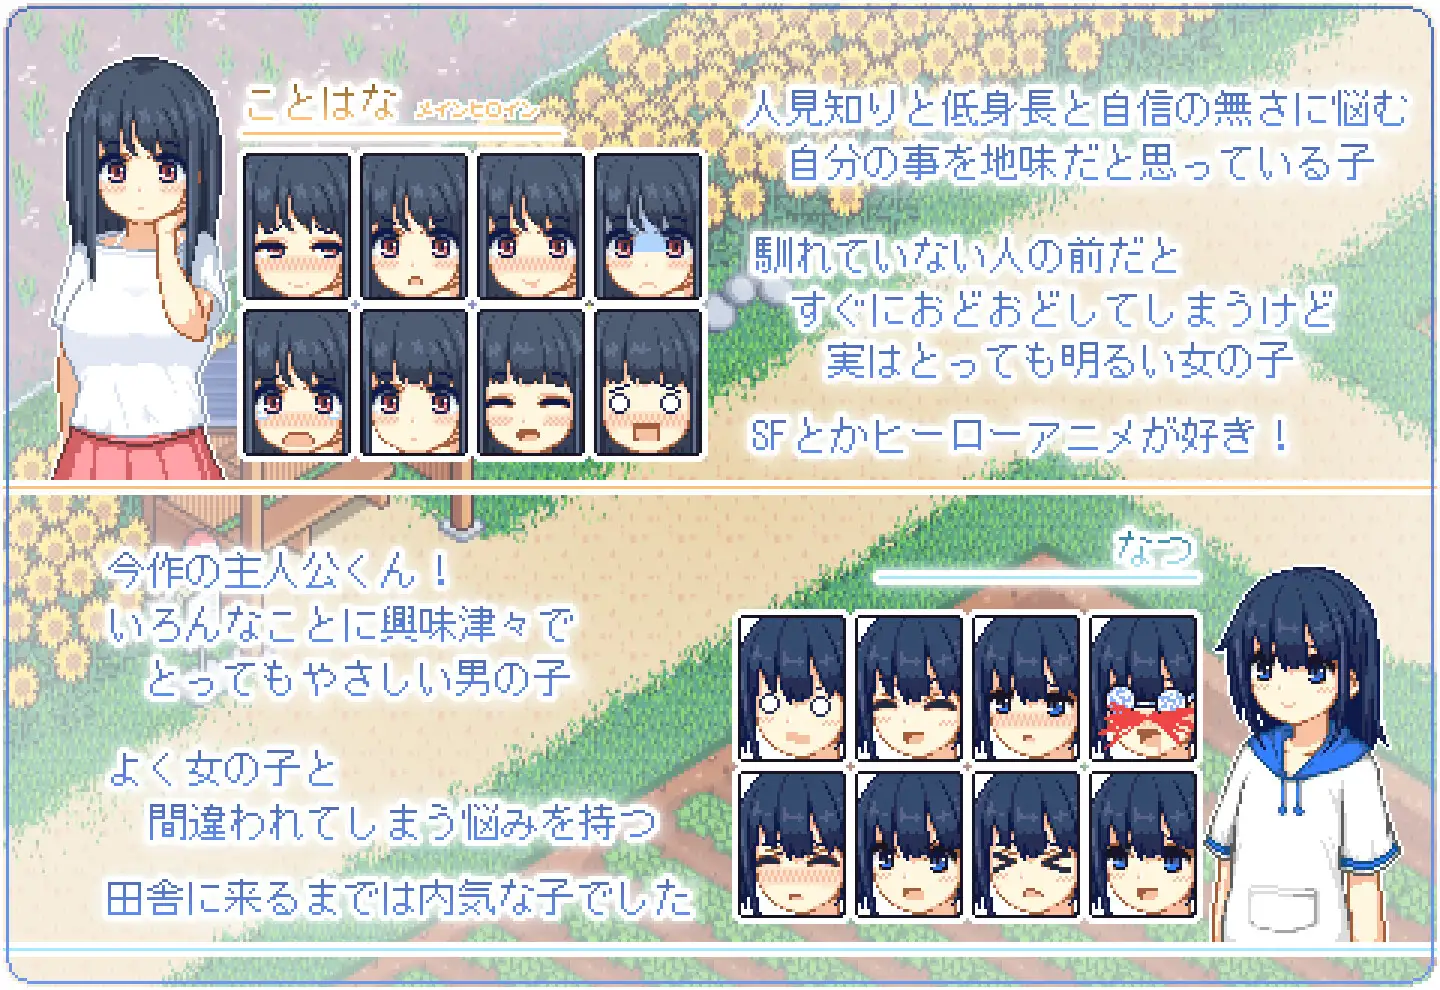 ことはな メインヒロイン
人見知りと低身長と自信の無さに悩む
自分の事を地味だと思っている子
馴れていない人の前だと
すぐにおどおどしてしまうけど
実はとっても明るい女の子
SFとかヒーローアニメが好き！
なつ
今作の主人公くん！
いろんなことに興味津々で
とってもやさしい男の子
よく女の子と
間違われてしまう悩みを持つ
田舎に来るまでは内気な子でした